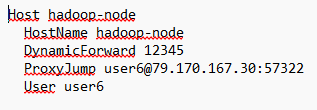 Host hadoop-node
HostName hadoop-node
DynamicForward 12345
ProxyJump user6@79.170.167.30:57322
User user6